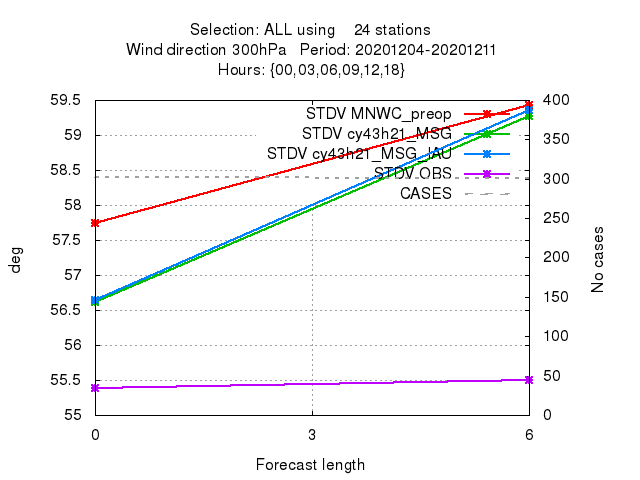 Selection: ALL using 24 stations
Wind direction 300hPa Period: 20201204-20201211
Hours: {00,03,06,09,12,18}
STDV MNWC_preop
STDV cy43h21_MSG
STDV cy43h21_MSG_IAU
STDV OBS
CASES
59.5
59
58.5
58
57.5
57
56.5
56
55.5
55
deg
400
350
300
250
200
150
100
50
0
No cases
0 3 6
Forecast length